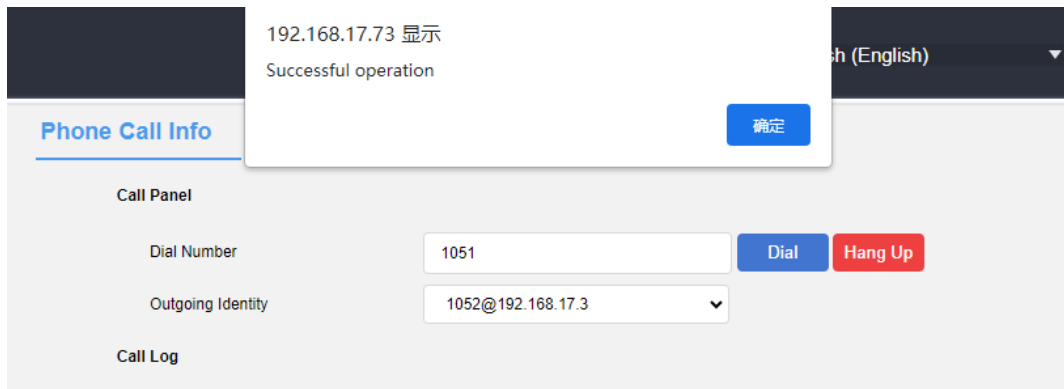 192.168.17.73 显示
Successful operation
sh (English)
确定
Phone Call Info
Call Panel
Dial Number 1051 Dial Hang Up
Outgoing Identity 1052@192.168.17.3
Call Log